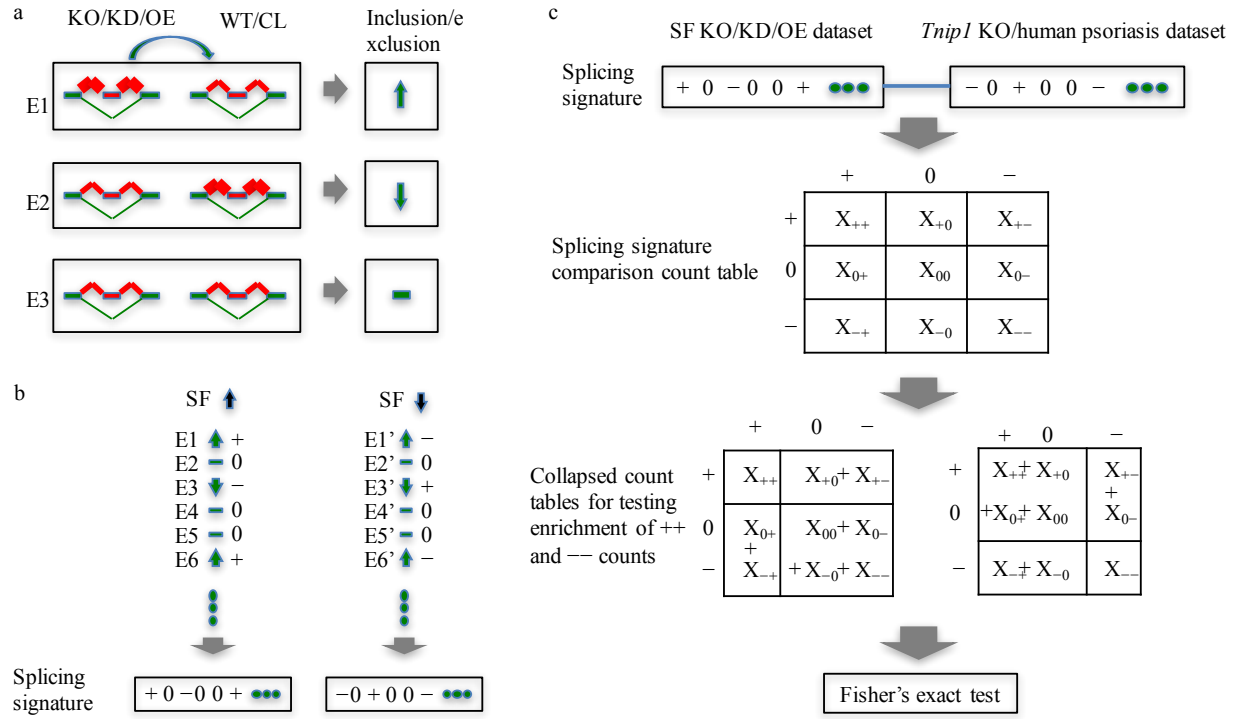 a
KO/KD/OE WT/CL Inclusion/e
xclusion
E1
E2
E3
b
SF SF
E1 + E1’ −
E2 0 E2’ 0
E3 − E3’ +
E4 0 E4’ 0
E5 0 E5’ 0
E6 + E6’ −
Splicing
signature
+ 0 − 0 0 + − 0 + 0 0 −
c
SF KO/KD/OE dataset Tnip1 KO/human psoriasis dataset
Splicing
signature
+ 0 − 0 0 + − 0 + 0 0 −
+ 0 −
+ X++ X+0 X+−
Splicing signature
comparison count table
0 X0+ X00 X0−
− X−+ X−0 X−−
Collapsed count
tables for testing
enrichment of ++
and −− counts
+ 0 −
+ X++ X+0+ X+−
0 X0+ X00+ X0−
+
− X−+ + X−0+ X−−
+ 0 −
+ X++ + X+0 X+−
+
0 +X0++ X00 X0−
− X−+ + X−0 X−−
Fisher’s exact test